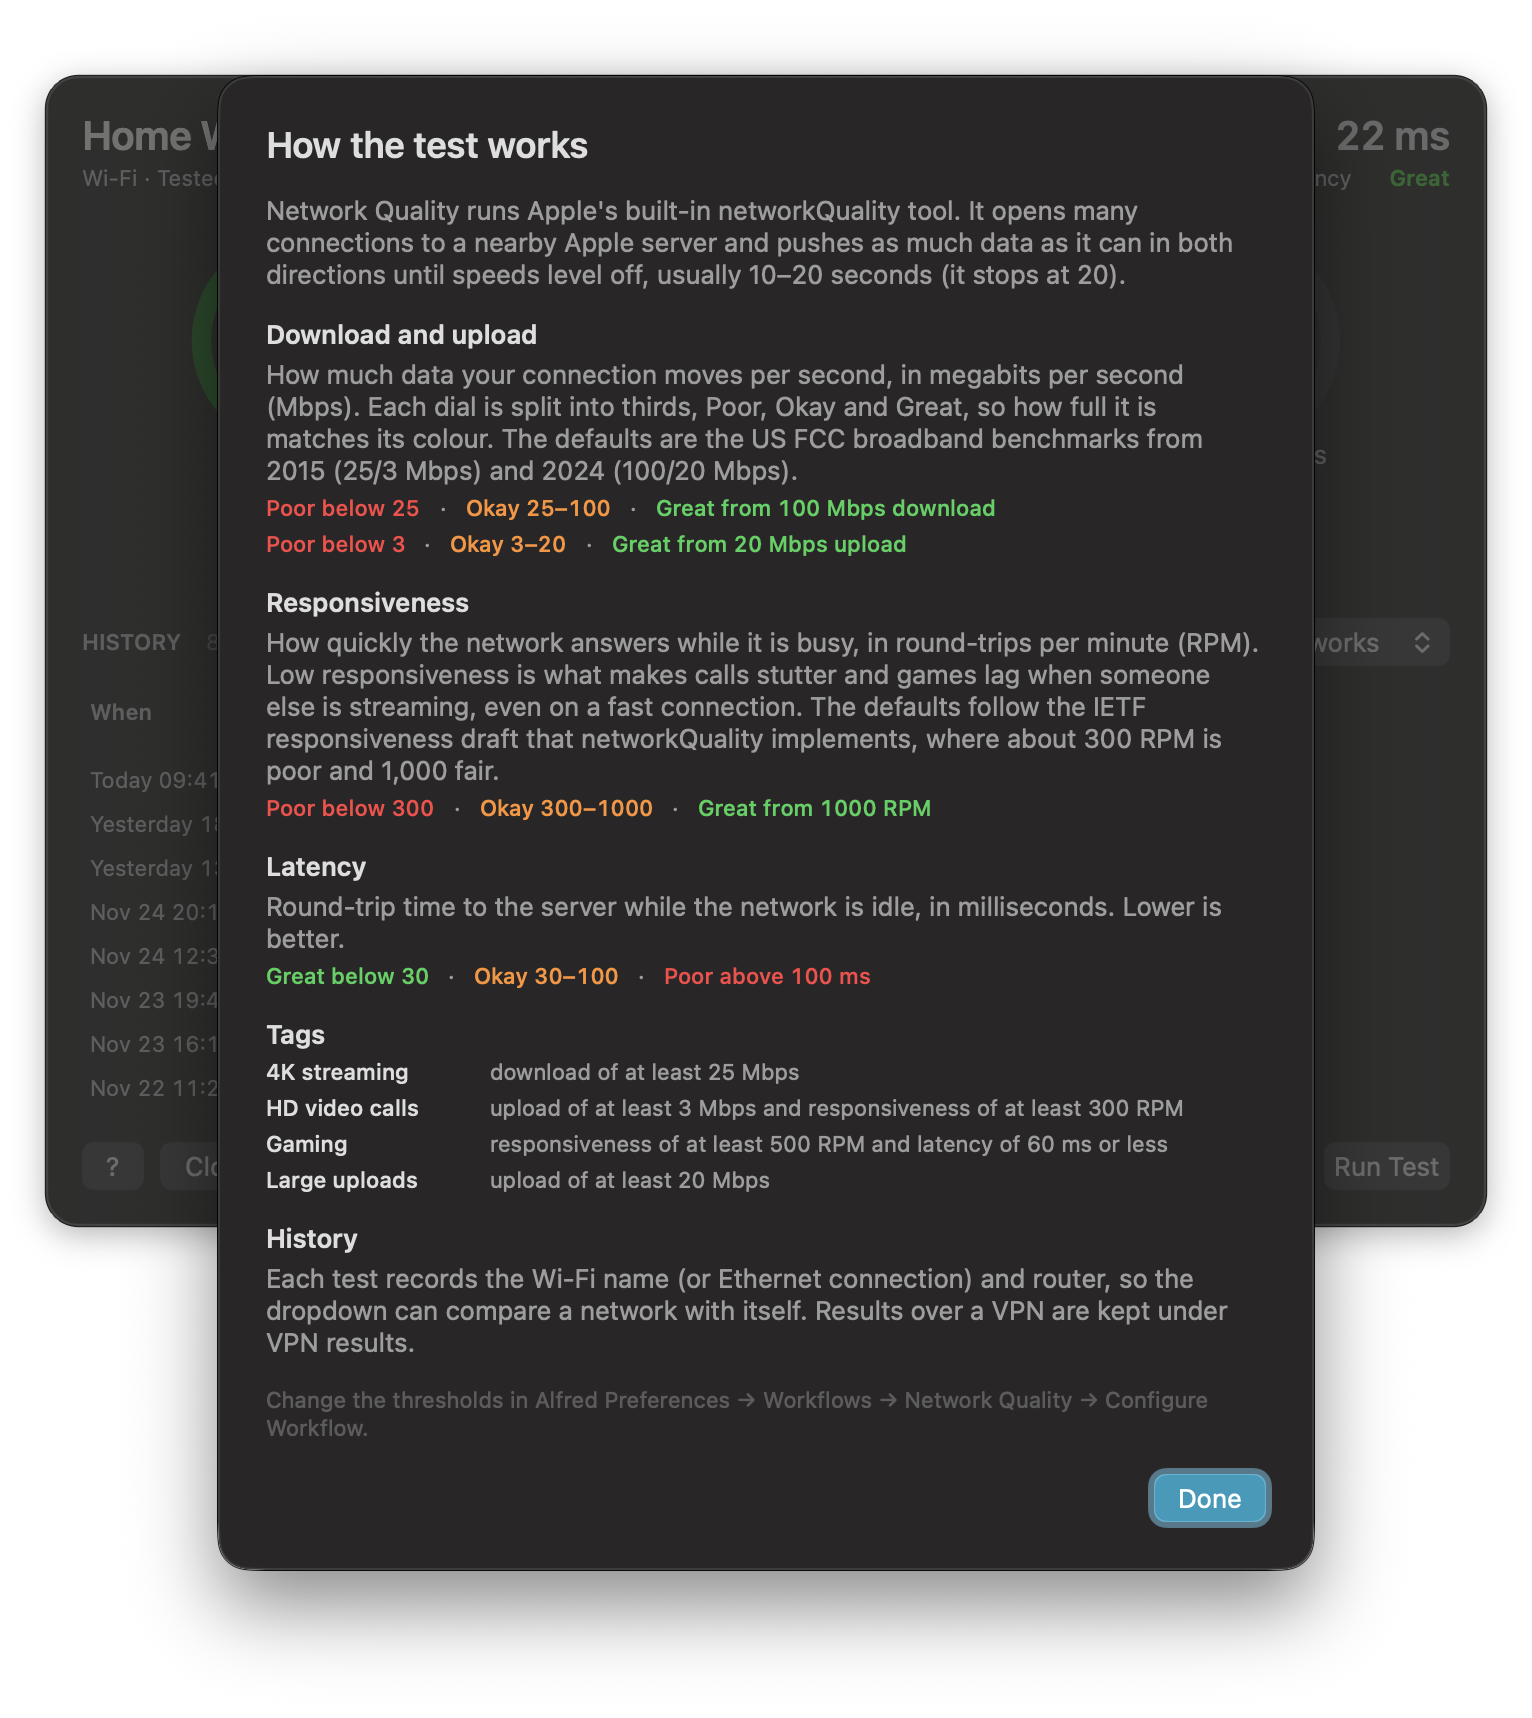 Home
22 ms
Wi-Fi · Tested
Great
How the test works
Network Quality runs Apple's built-in networkQuality tool. It opens many
connections to a nearby Apple server and pushes as much data as it can in both
directions until speeds level off, usually 10–20 seconds (it stops at 20).
Download and upload
How much data your connection moves per second, in megabits per second
(Mbps). Each dial is split into thirds, Poor, Okay and Great, so how full it is
matches its colour. The defaults are the US FCC broadband benchmarks from
2015 (25/3 Mbps) and 2024 (100/20 Mbps).
Poor below 25 · Okay 25–100 · Great from 100 Mbps download
Poor below 3 · Okay 3–20 · Great from 20 Mbps upload
Responsiveness
How quickly the network answers while it is busy, in round-trips per minute (RPM).
Low responsiveness is what makes calls stutter and games lag when someone
else is streaming, even on a fast connection. The defaults follow the IETF
responsiveness draft that networkQuality implements, where about 300 RPM is
poor and 1,000 fair.
Poor below 300 · Okay 300–1000 · Great from 1000 RPM
Latency
Round-trip time to the server while the network is idle, in milliseconds. Lower is
better.
Great below 30 · Okay 30–100 · Poor above 100 ms
Tags
4K streaming download of at least 25 Mbps
HD video calls upload of at least 3 Mbps and responsiveness of at least 300 RPM
Gaming responsiveness of at least 500 RPM and latency of 60 ms or less
Large uploads upload of at least 20 Mbps
History
Each test records the Wi-Fi name (or Ethernet connection) and router, so the
dropdown can compare a network with itself. Results over a VPN are kept under
VPN results.
Change the thresholds in Alfred Preferences → Workflows → Network Quality → Configure
Workflow.
Done
HISTORY
When
Today 09:41
Yesterday
Yesterday
Nov 24
Nov 24
Nov 23
Nov 23
Nov 22
?
Run Test